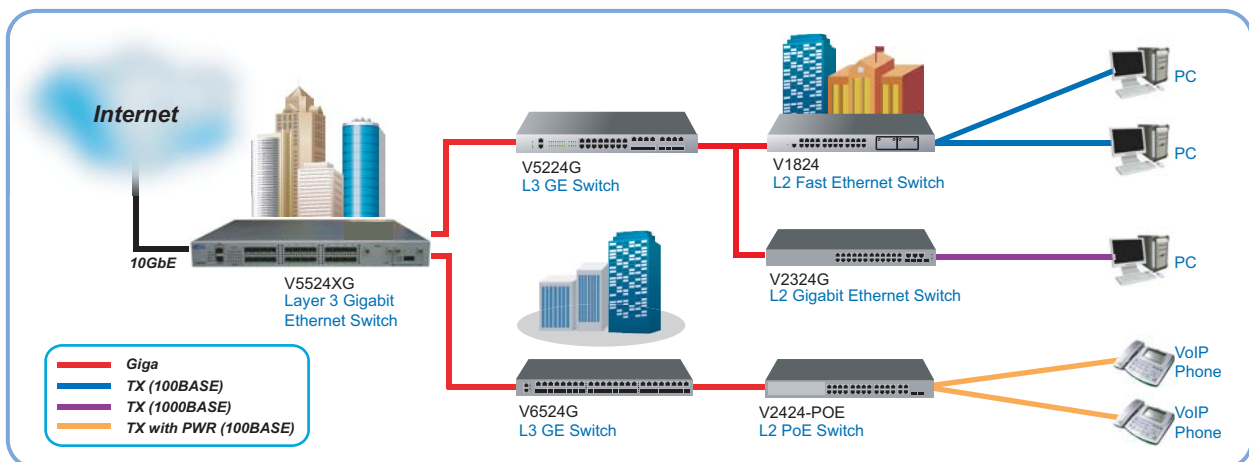 Internet
10GbE
V5524XG
Layer 3 Gigabit
Ethernet Switch
V5224G
L3 GE Switch
V1824
L2 Fast Ethernet Switch
PC
PC
V2324G
L2 Gigabit Ethernet Switch
PC
V6524G
L3 GE Switch
V2424-POE
L2 PoE Switch
VoIP
Phone
VoIP
Phone
Giga
TX (100BASE)
TX (1000BASE)
TX with PWR (100BASE)